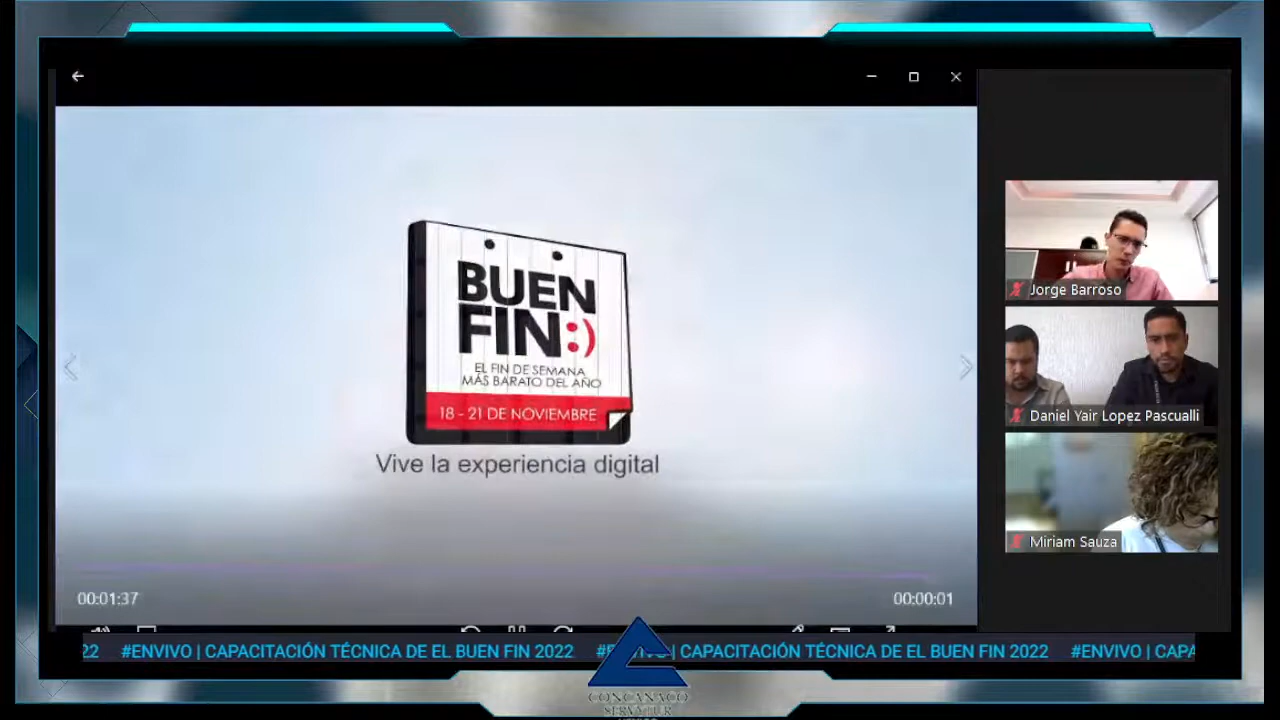 BUEN
FIN:)
EL FIN DE SEMANA
MÁS BARATO DEL AÑO
18 - 21 DE NOVIEMBRE
Vive la experiencia digital
00:01:37
00:00:01
Jorge Barroso
Daniel Yair Lopez Pascualli
Miriam Sauza
22 #ENVIVO | CAPACITACIÓN TÉCNICA DE EL BUEN FIN 2022 | CAPACITACIÓN TÉCNICA DE EL BUEN FIN 2022 #ENVIVO | CAPA
CONCANACO
SERVYTUR